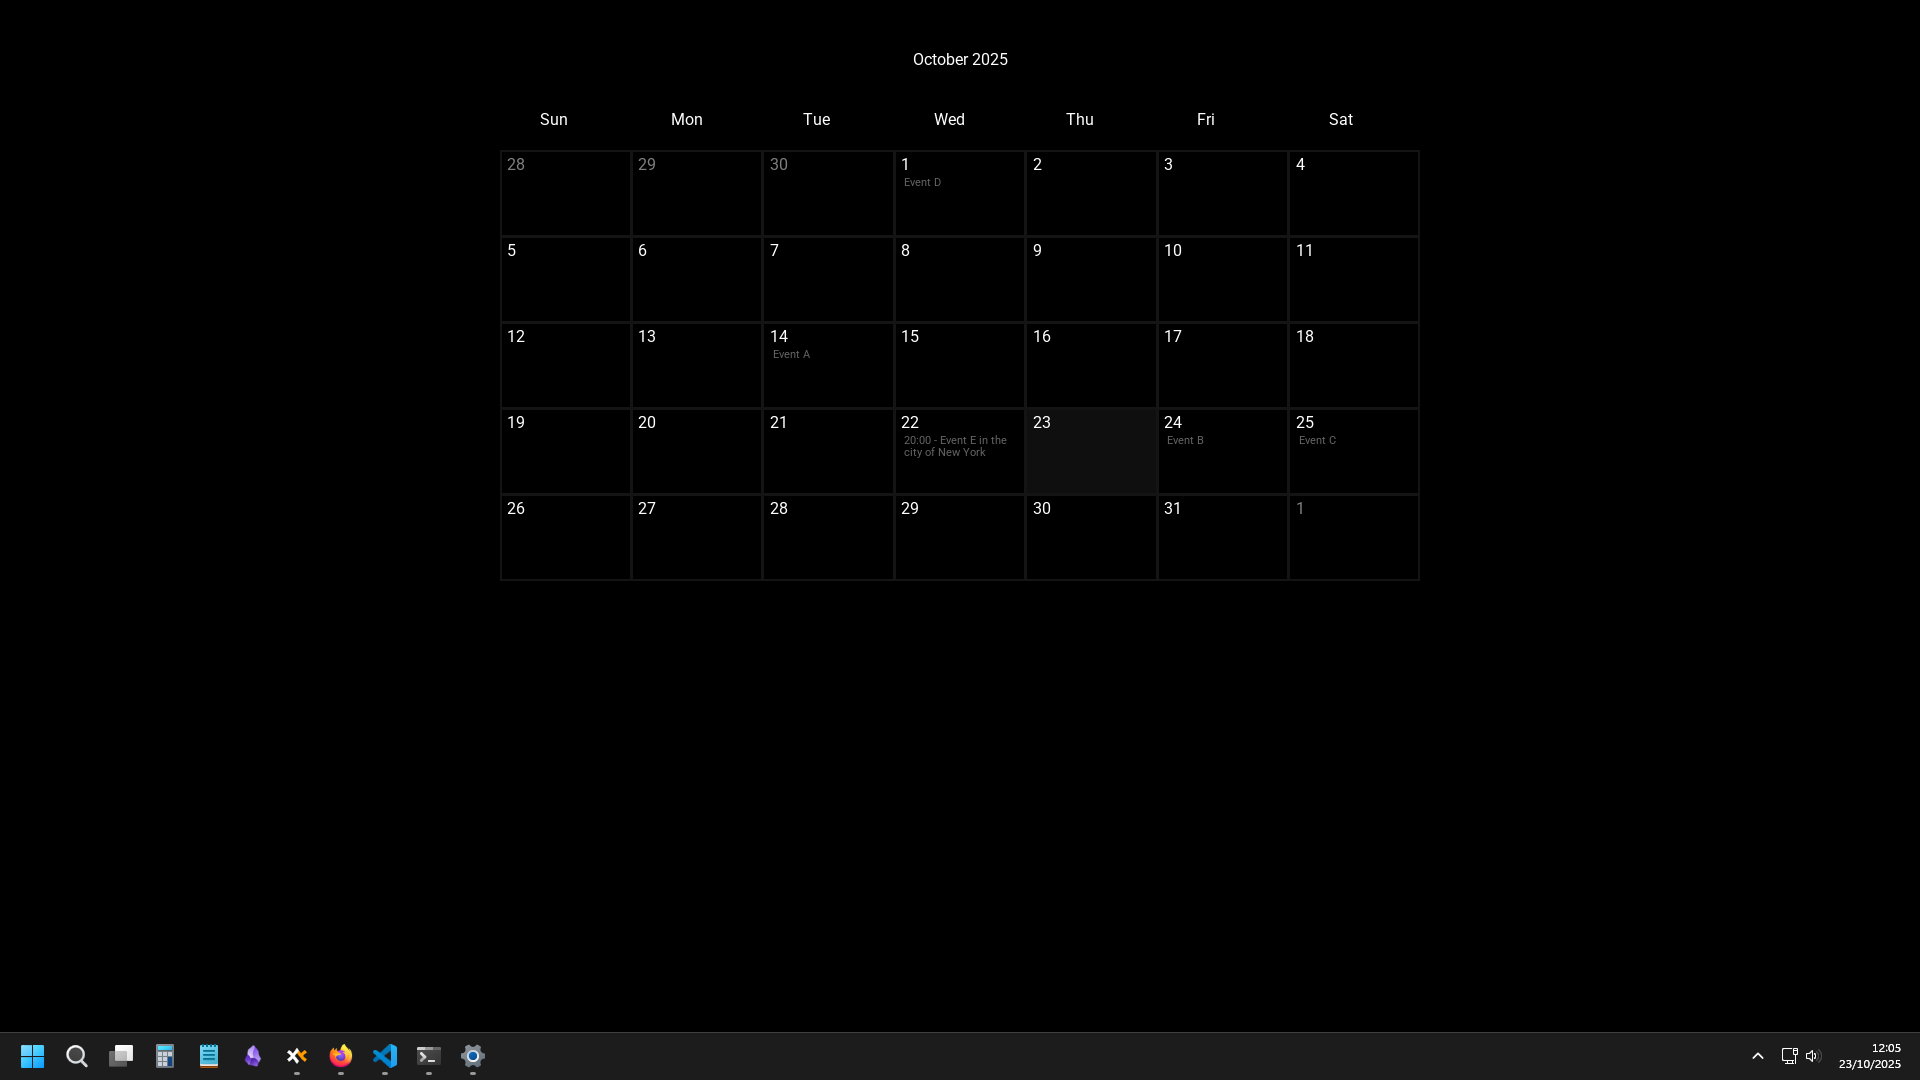 October 2025
Sun Mon Tue Wed Thu Fri Sat
28 29 30 1 2 3 4
Event D
5 6 7 8 9 10 11
12 13 14 15 16 17 18
Event A
19 20 21 22 23 24 25
20:00 - Event E in the Event B Event C
city of New York
26 27 28 29 30 31 1
12:05
23/10/2025